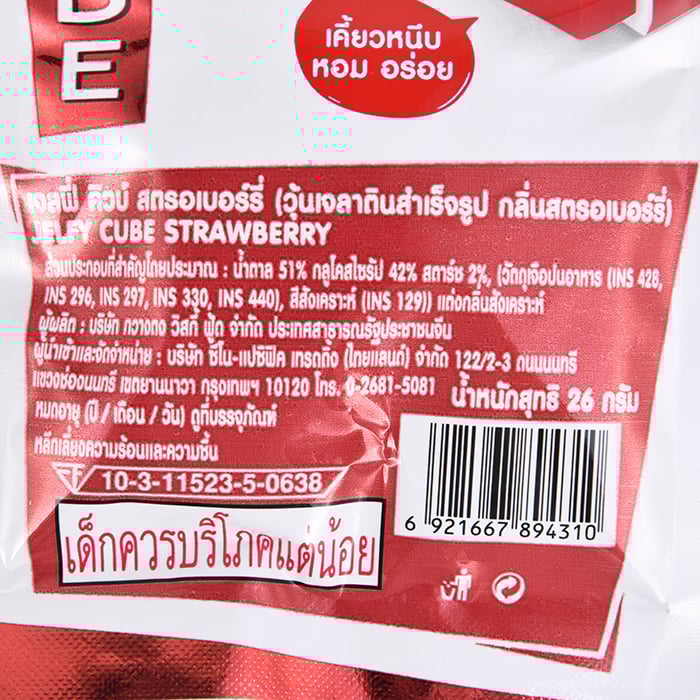 DE
เคี้ยวหนึบ
หอม อร่อย
เจลฟี่ คิวบ์ สตรอเบอร์รี่ (วุ้นเจลาตินสำเร็จรูป กลิ่นสตรอเบอร์รี่)
JELFY CUBE STRAWBERRY
ส่วนประกอบที่สำคัญโดยประมาณ : น้ำตาล 51% กลูโคสไซรัป 42% สตาร์ช 2%, (วัตถุเจือปนอาหาร (INS 428,
INS 296, INS 297, INS 330, INS 440), สีสังเคราะห์ (INS 129)) แต่งกลิ่นสังเคราะห์
ผู้ผลิต : บริษัท กวางตง วิสกี้ ฟู้ด จำกัด ประเทศสาธารณรัฐประชาชนจีน
ผู้นำเข้าและจัดจำหน่าย : บริษัท ซีโน-แปซิฟิค เทรดดิ้ง (ไทยแลนด์) จำกัด 122/2-3 ถนนนนทรี
แขวงช่องนนทรี เขตยานนาวา กรุงเทพฯ 10120 โทร. 0-2681-5081 น้ำหนักสุทธิ 26 กรัม
หมดอายุ (ปี / เดือน / วัน) ดูที่บรรจุภัณฑ์
หลีกเลี่ยงความร้อนและความชื้น
10-3-11523-5-0638
6 921667 894310
เด็กควรบริโภคแต่น้อย